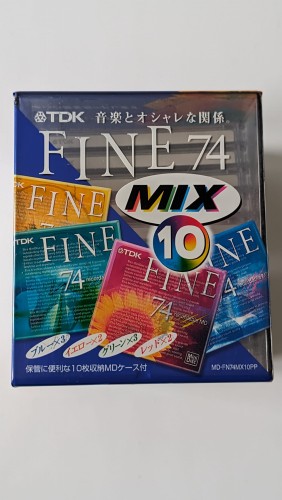 TDK 音楽とオシャレな関係。
FINE 74
MIX
10
FINE
TDK
FINE
74
FINE
74
ブルー×3
イエロー×2
グリーン×3
レッド×2
保管に便利な10枚収納MDケース付
MD-FN74MX10PP